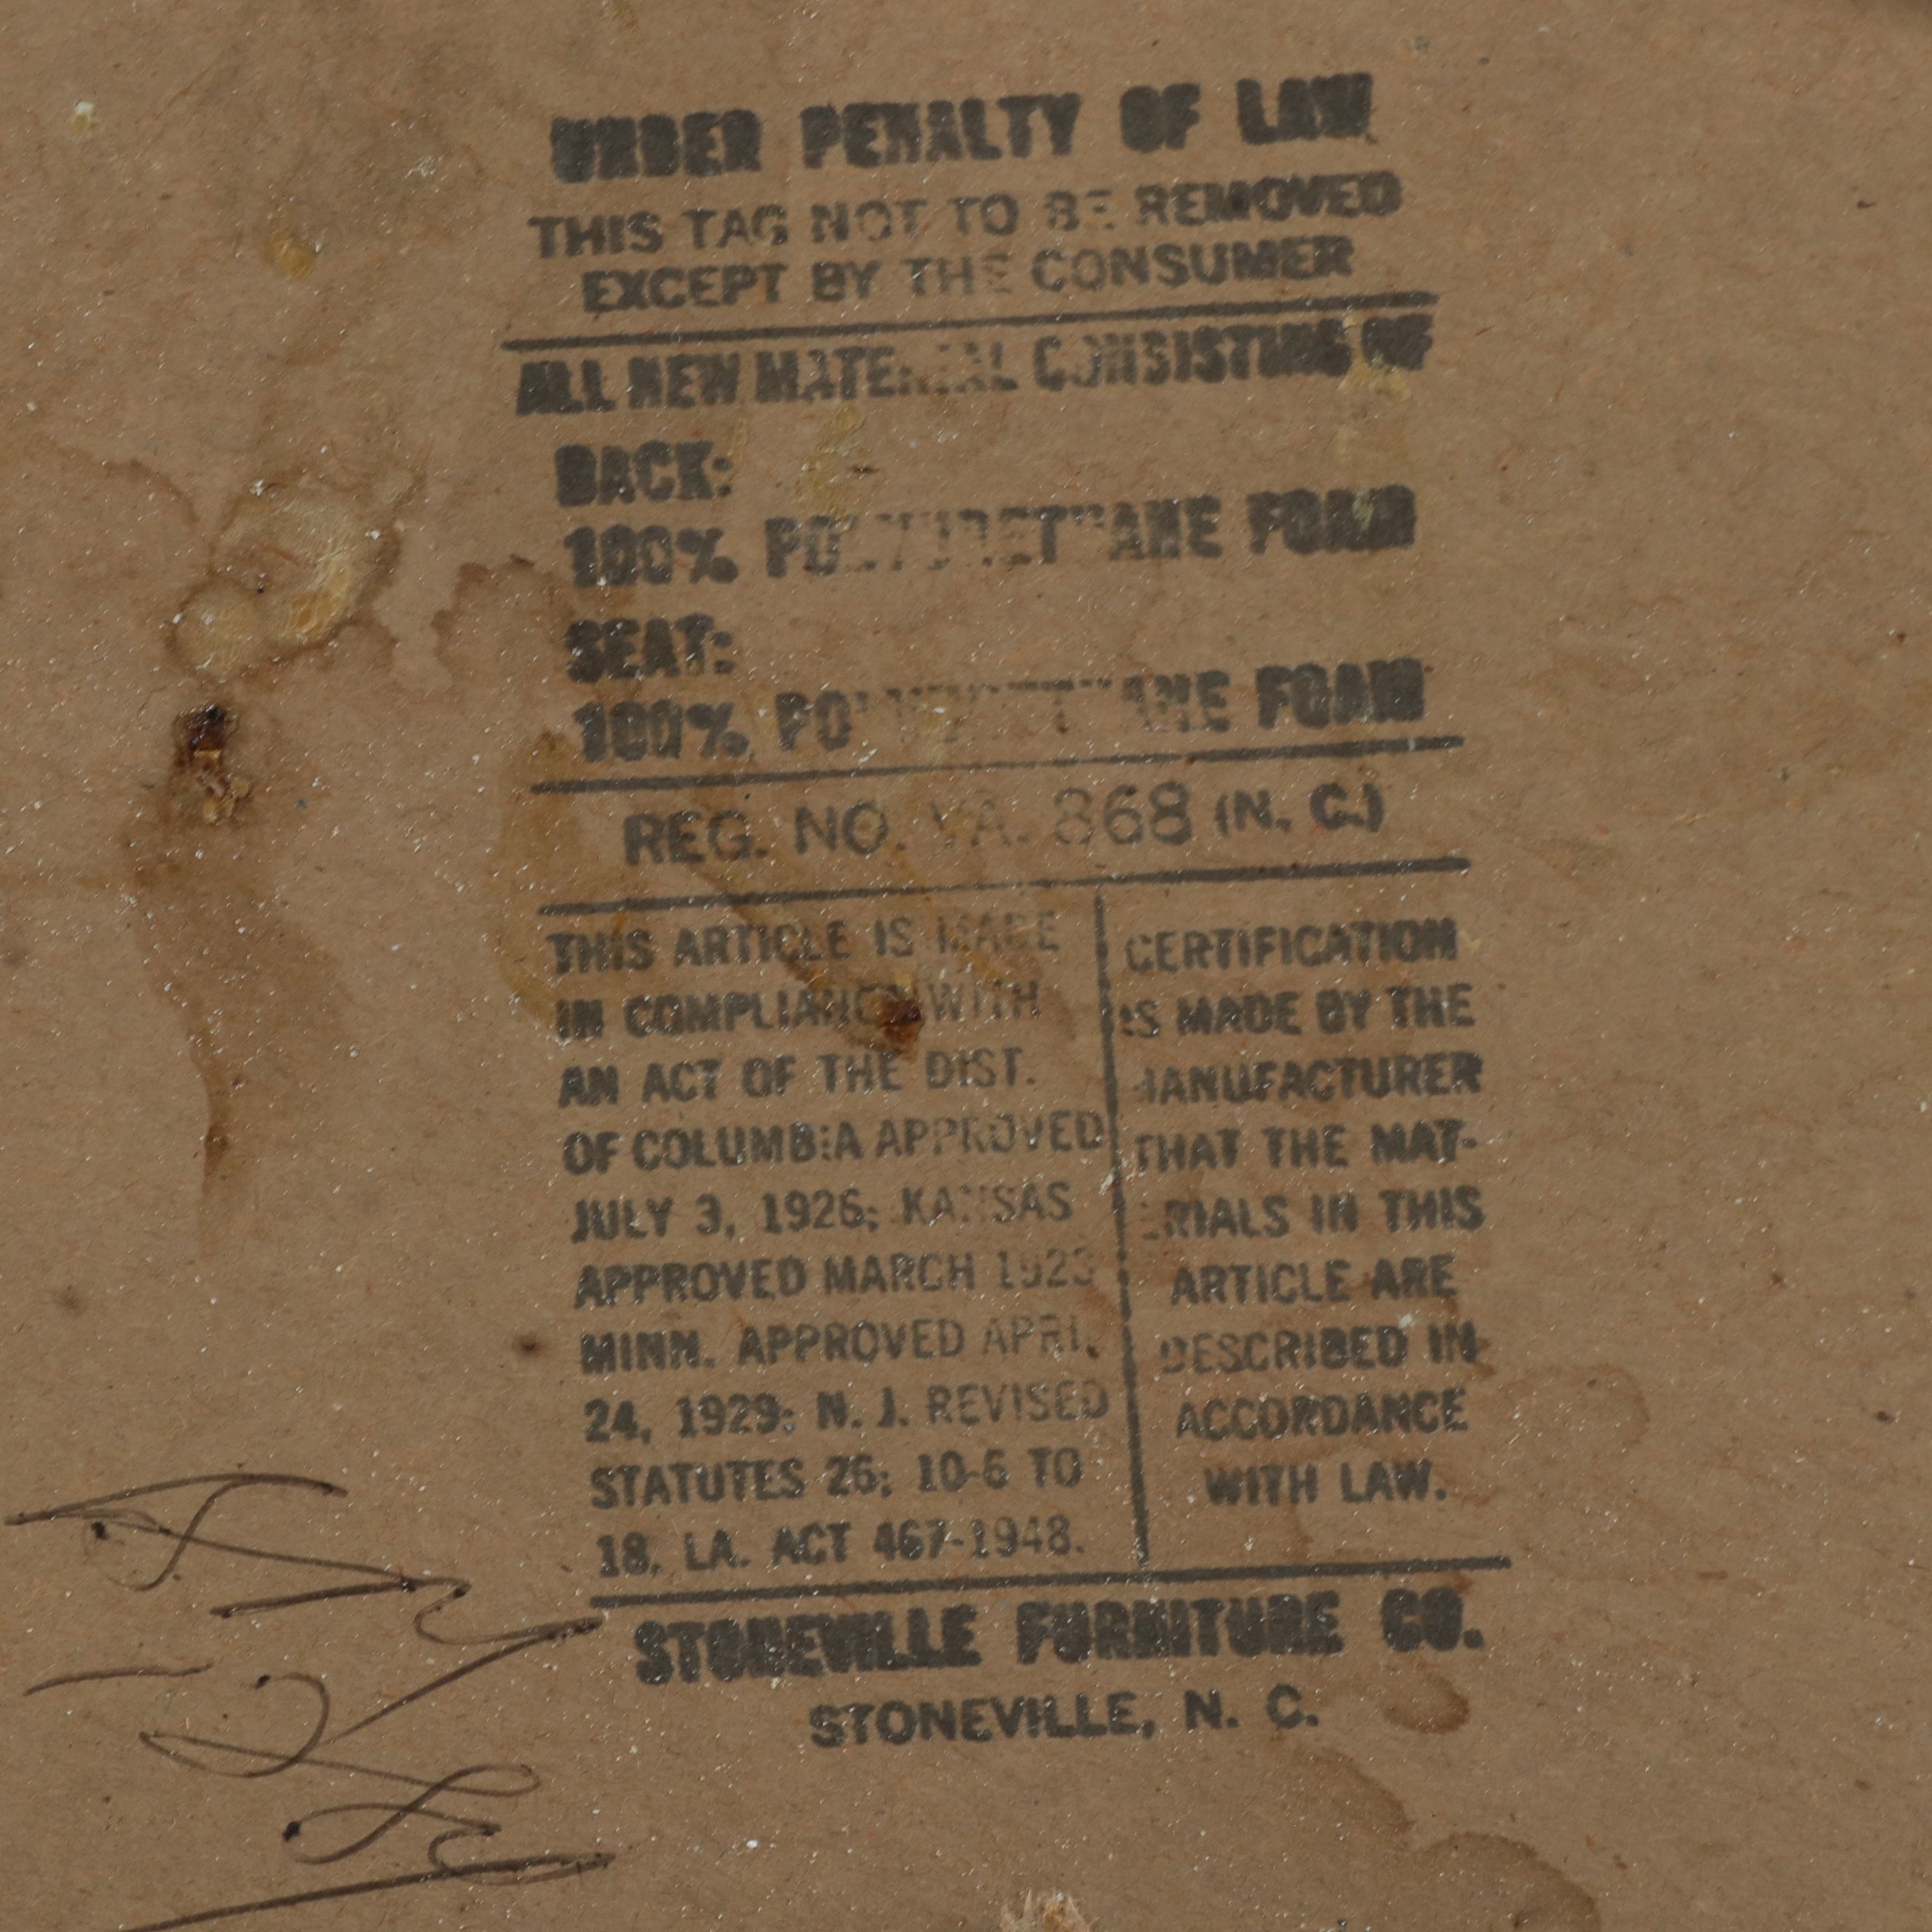 UNDER PENALTY OF LAW
THIS TAG NOT TO BE REMOVED
EXCEPT BY THE CONSUMER
ALL NEW MATERIAL CONSISTING OF
BACK:
100% POLYURETHANE FOAM
SEAT:
100% POLYURETHANE FOAM
REG. NO. VA. 868 (N. C.)
THIS ARTICLE IS MADE
IN COMPLIANCE WITH
AN ACT OF THE DIST.
OF COLUMBIA APPROVED
JULY 3, 1926; KANSAS
APPROVED MARCH 1923
MINN. APPROVED APRIL
24, 1929; N. J. REVISED
STATUTES 26; 10-6 TO
18, LA. ACT 467-1948.
CERTIFICATION
IS MADE BY THE
MANUFACTURER
THAT THE MAT-
ERIALS IN THIS
ARTICLE ARE
DESCRIBED IN
ACCORDANCE
WITH LAW.
STONEVILLE FURNITURE CO.
STONEVILLE, N. C.